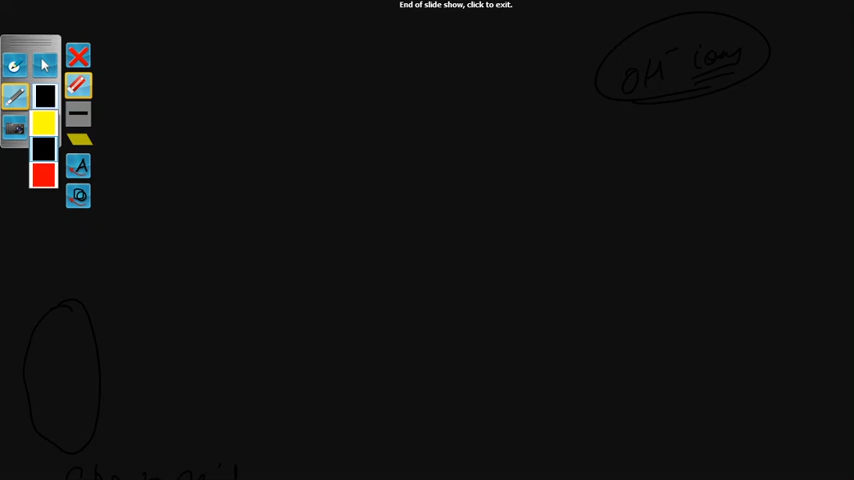 End of slide show, click to exit.
OH⁻ ions
A